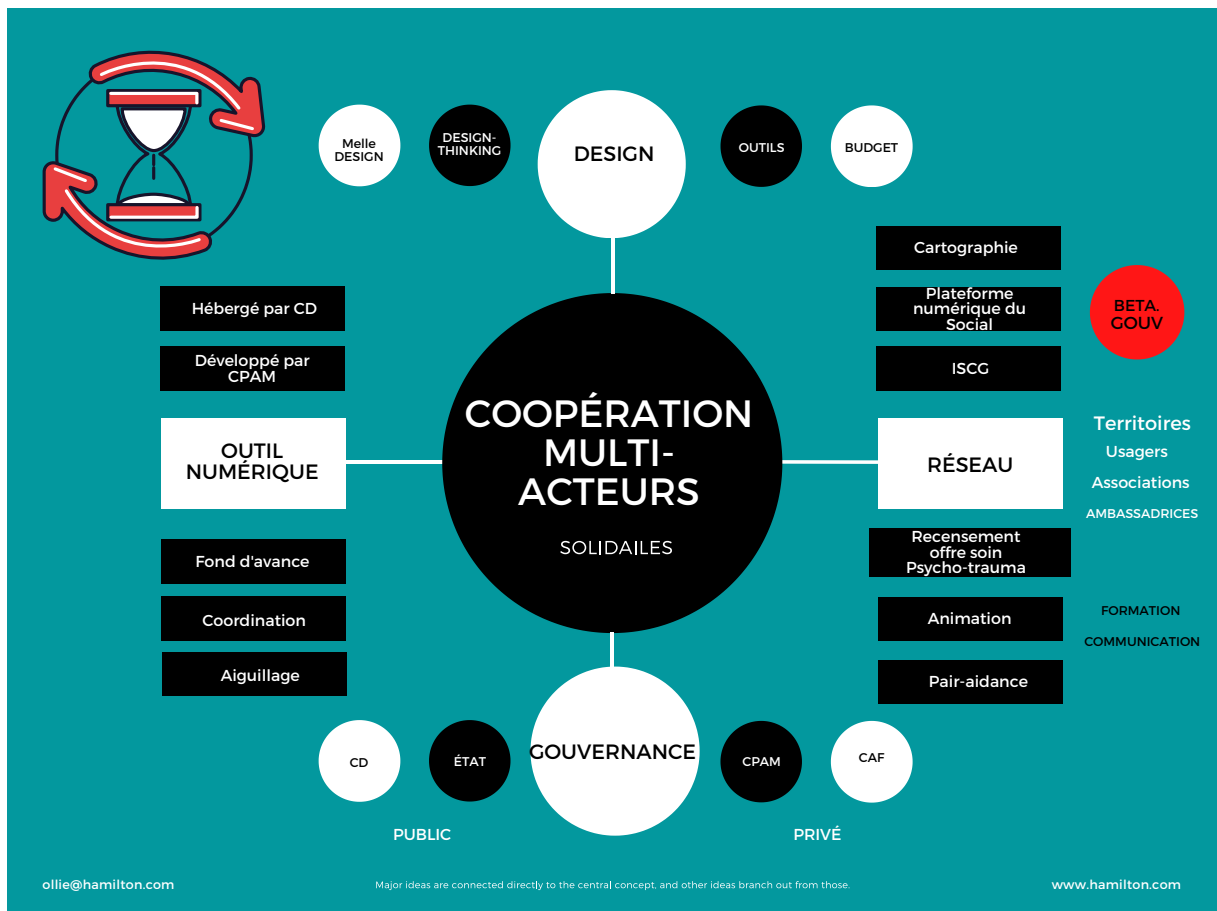 Melle
DESIGN
DESIGN-
THINKING
DESIGN
OUTILS
BUDGET
Hébergé par CD
Développé par
CPAM
OUTIL
NUMÉRIQUE
Fond d'avance
Coordination
Aiguillage
COOPÉRATION
MULTI-
ACTEURS
SOLIDAILES
Cartographie
Plateforme
numérique du
Social
ISCG
BETA.
GOUV
RÉSEAU
Territoires
Usagers
Associations
AMBASSADRICES
Recensement
offre soin
Psycho-trauma
Animation
Pair-aidance
FORMATION
COMMUNICATION
CD
ÉTAT
GOUVERNANCE
CPAM
CAF
PUBLIC
PRIVÉ
ollie@hamilton.com
Major ideas are connected directly to the central concept, and other ideas branch out from those.
www.hamilton.com